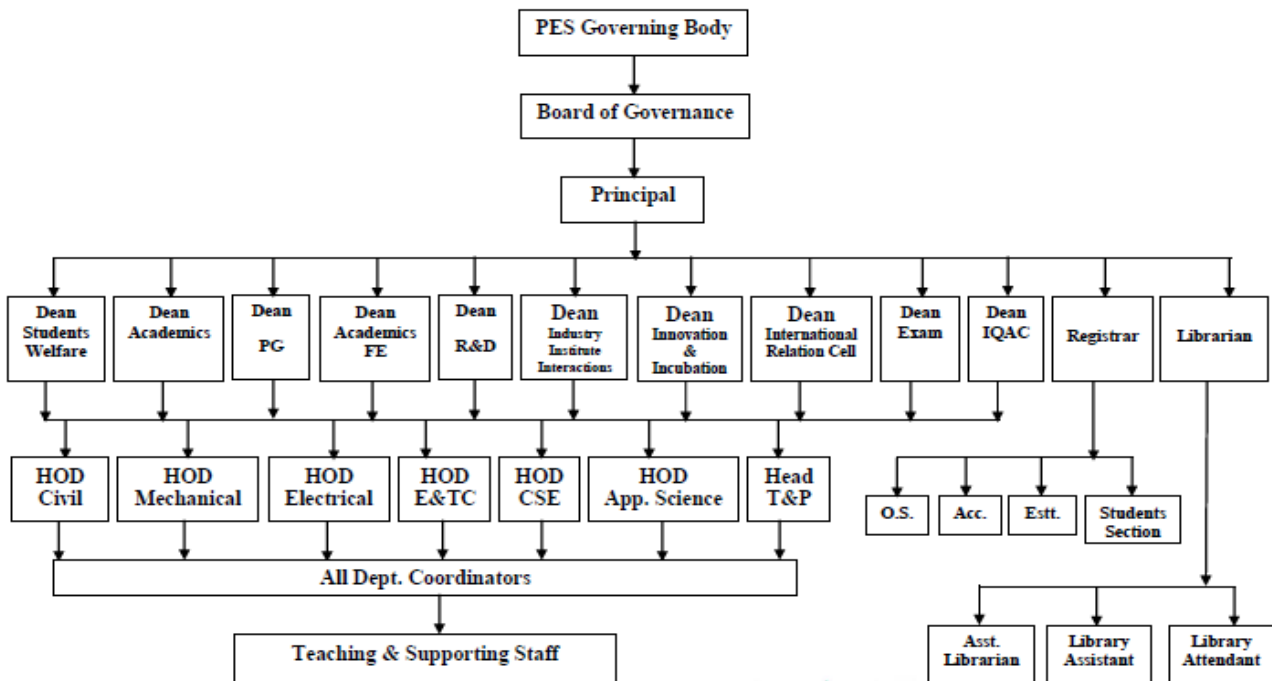 PES Governing Body
Board of Governance
Principal
Dean
Students
Welfare
Dean
Academics
Dean
PG
Dean
Academics
FE
Dean
R&D
Dean
Industry
Institute
Interactions
Dean
Innovation
&
Incubation
Dean
International
Relation Cell
Dean
Exam
Dean
IQAC
Registrar
Librarian
HOD
Civil
HOD
Mechanical
HOD
Electrical
HOD
E&TC
HOD
CSE
HOD
App. Science
Head
T&P
O.S.
Acc.
Estt.
Students
Section
All Dept. Coordinators
Teaching & Supporting Staff
Asst.
Librarian
Library
Assistant
Library
Attendant